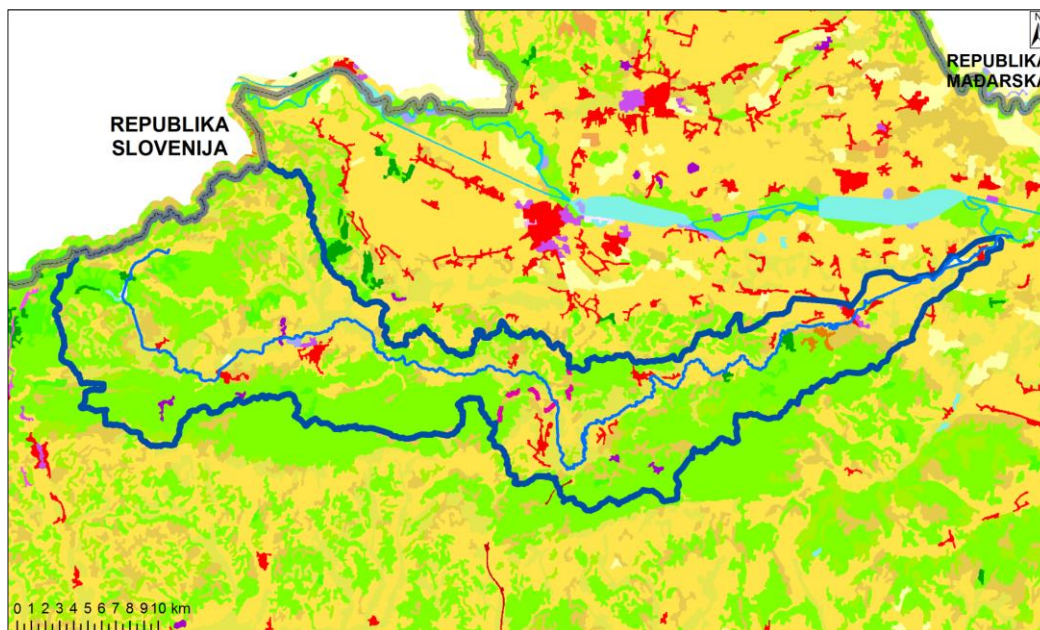 N
REPUBLIKA
MAĐARSKA
REPUBLIKA
SLOVENIJA
0 1 2 3 4 5 6 7 8 9 10 km